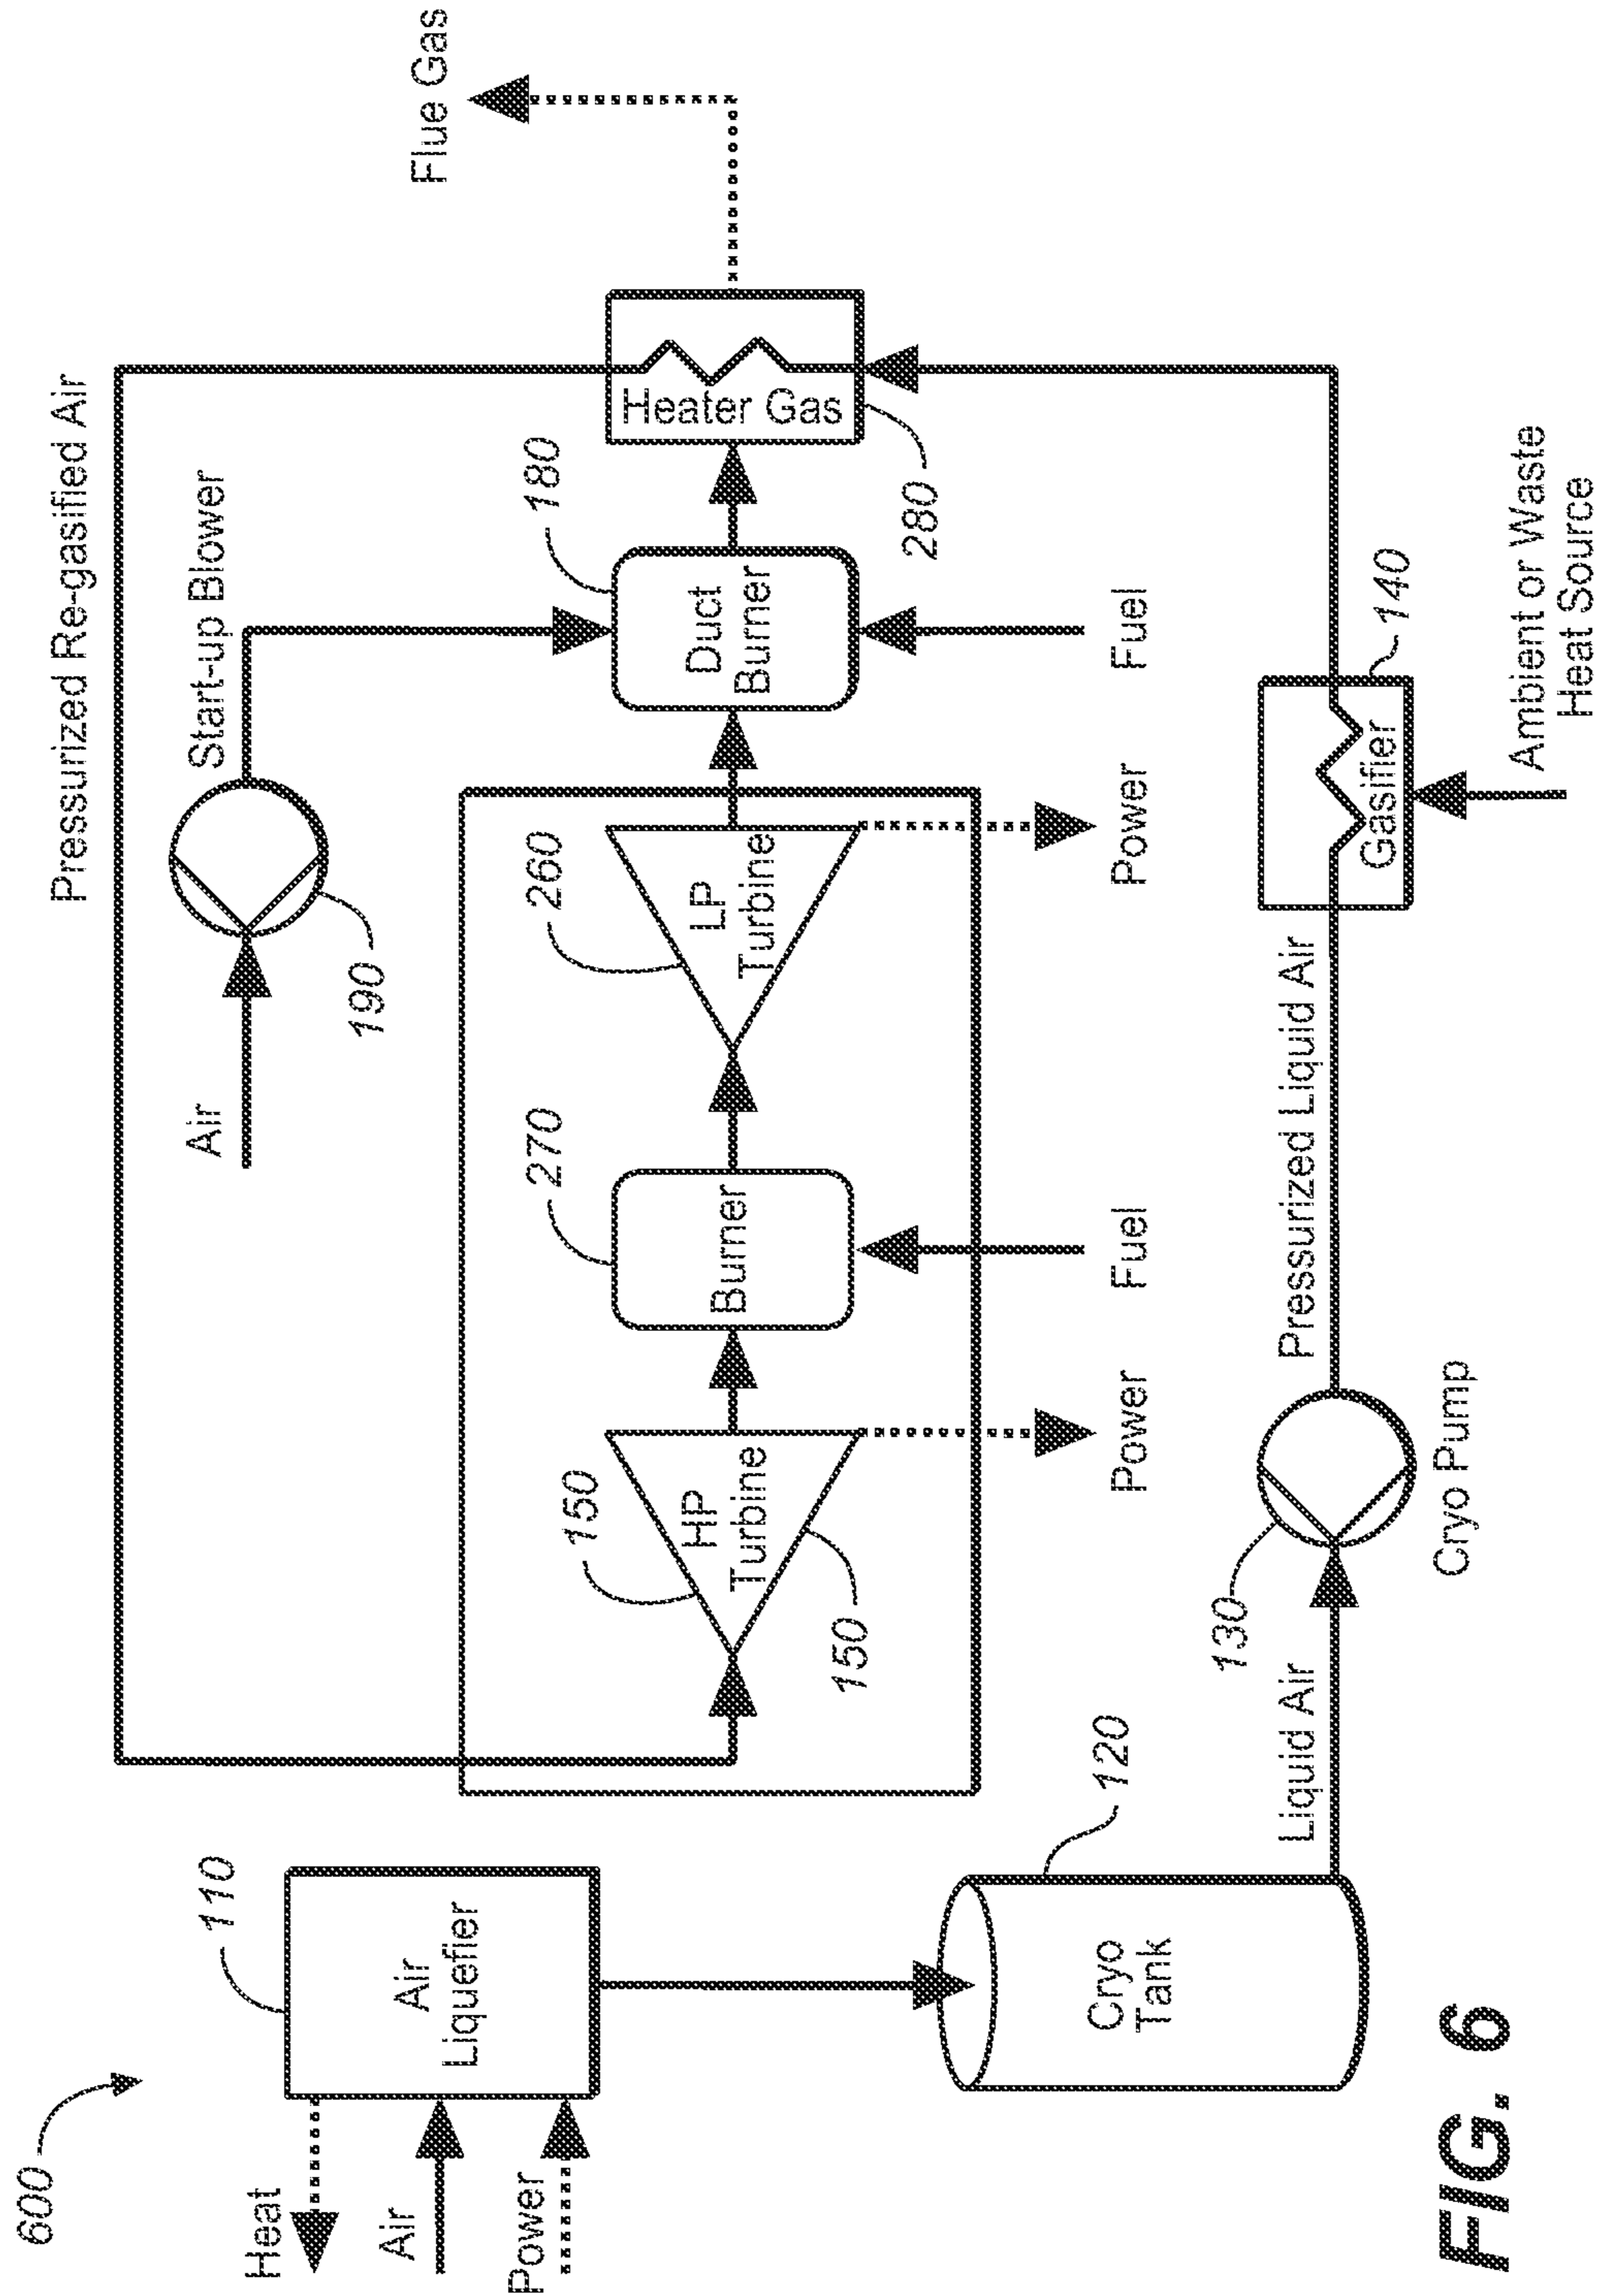 600
Heat
Air
Power
110
Air
Liquefier
120
Cryo
Tank
Liquid Air
130
Cryo Pump
Pressurized Liquid Air
140
Gasifier
Ambient or Waste
Heat Source
Pressurized Re-gasified Air
150
HP
Turbine
150
Power
270
Burner
Fuel
260
LP
Turbine
Power
Air
190
Start-up Blower
180
Duct
Burner
Fuel
Heater Gas
280
Flue Gas
FIG. 6